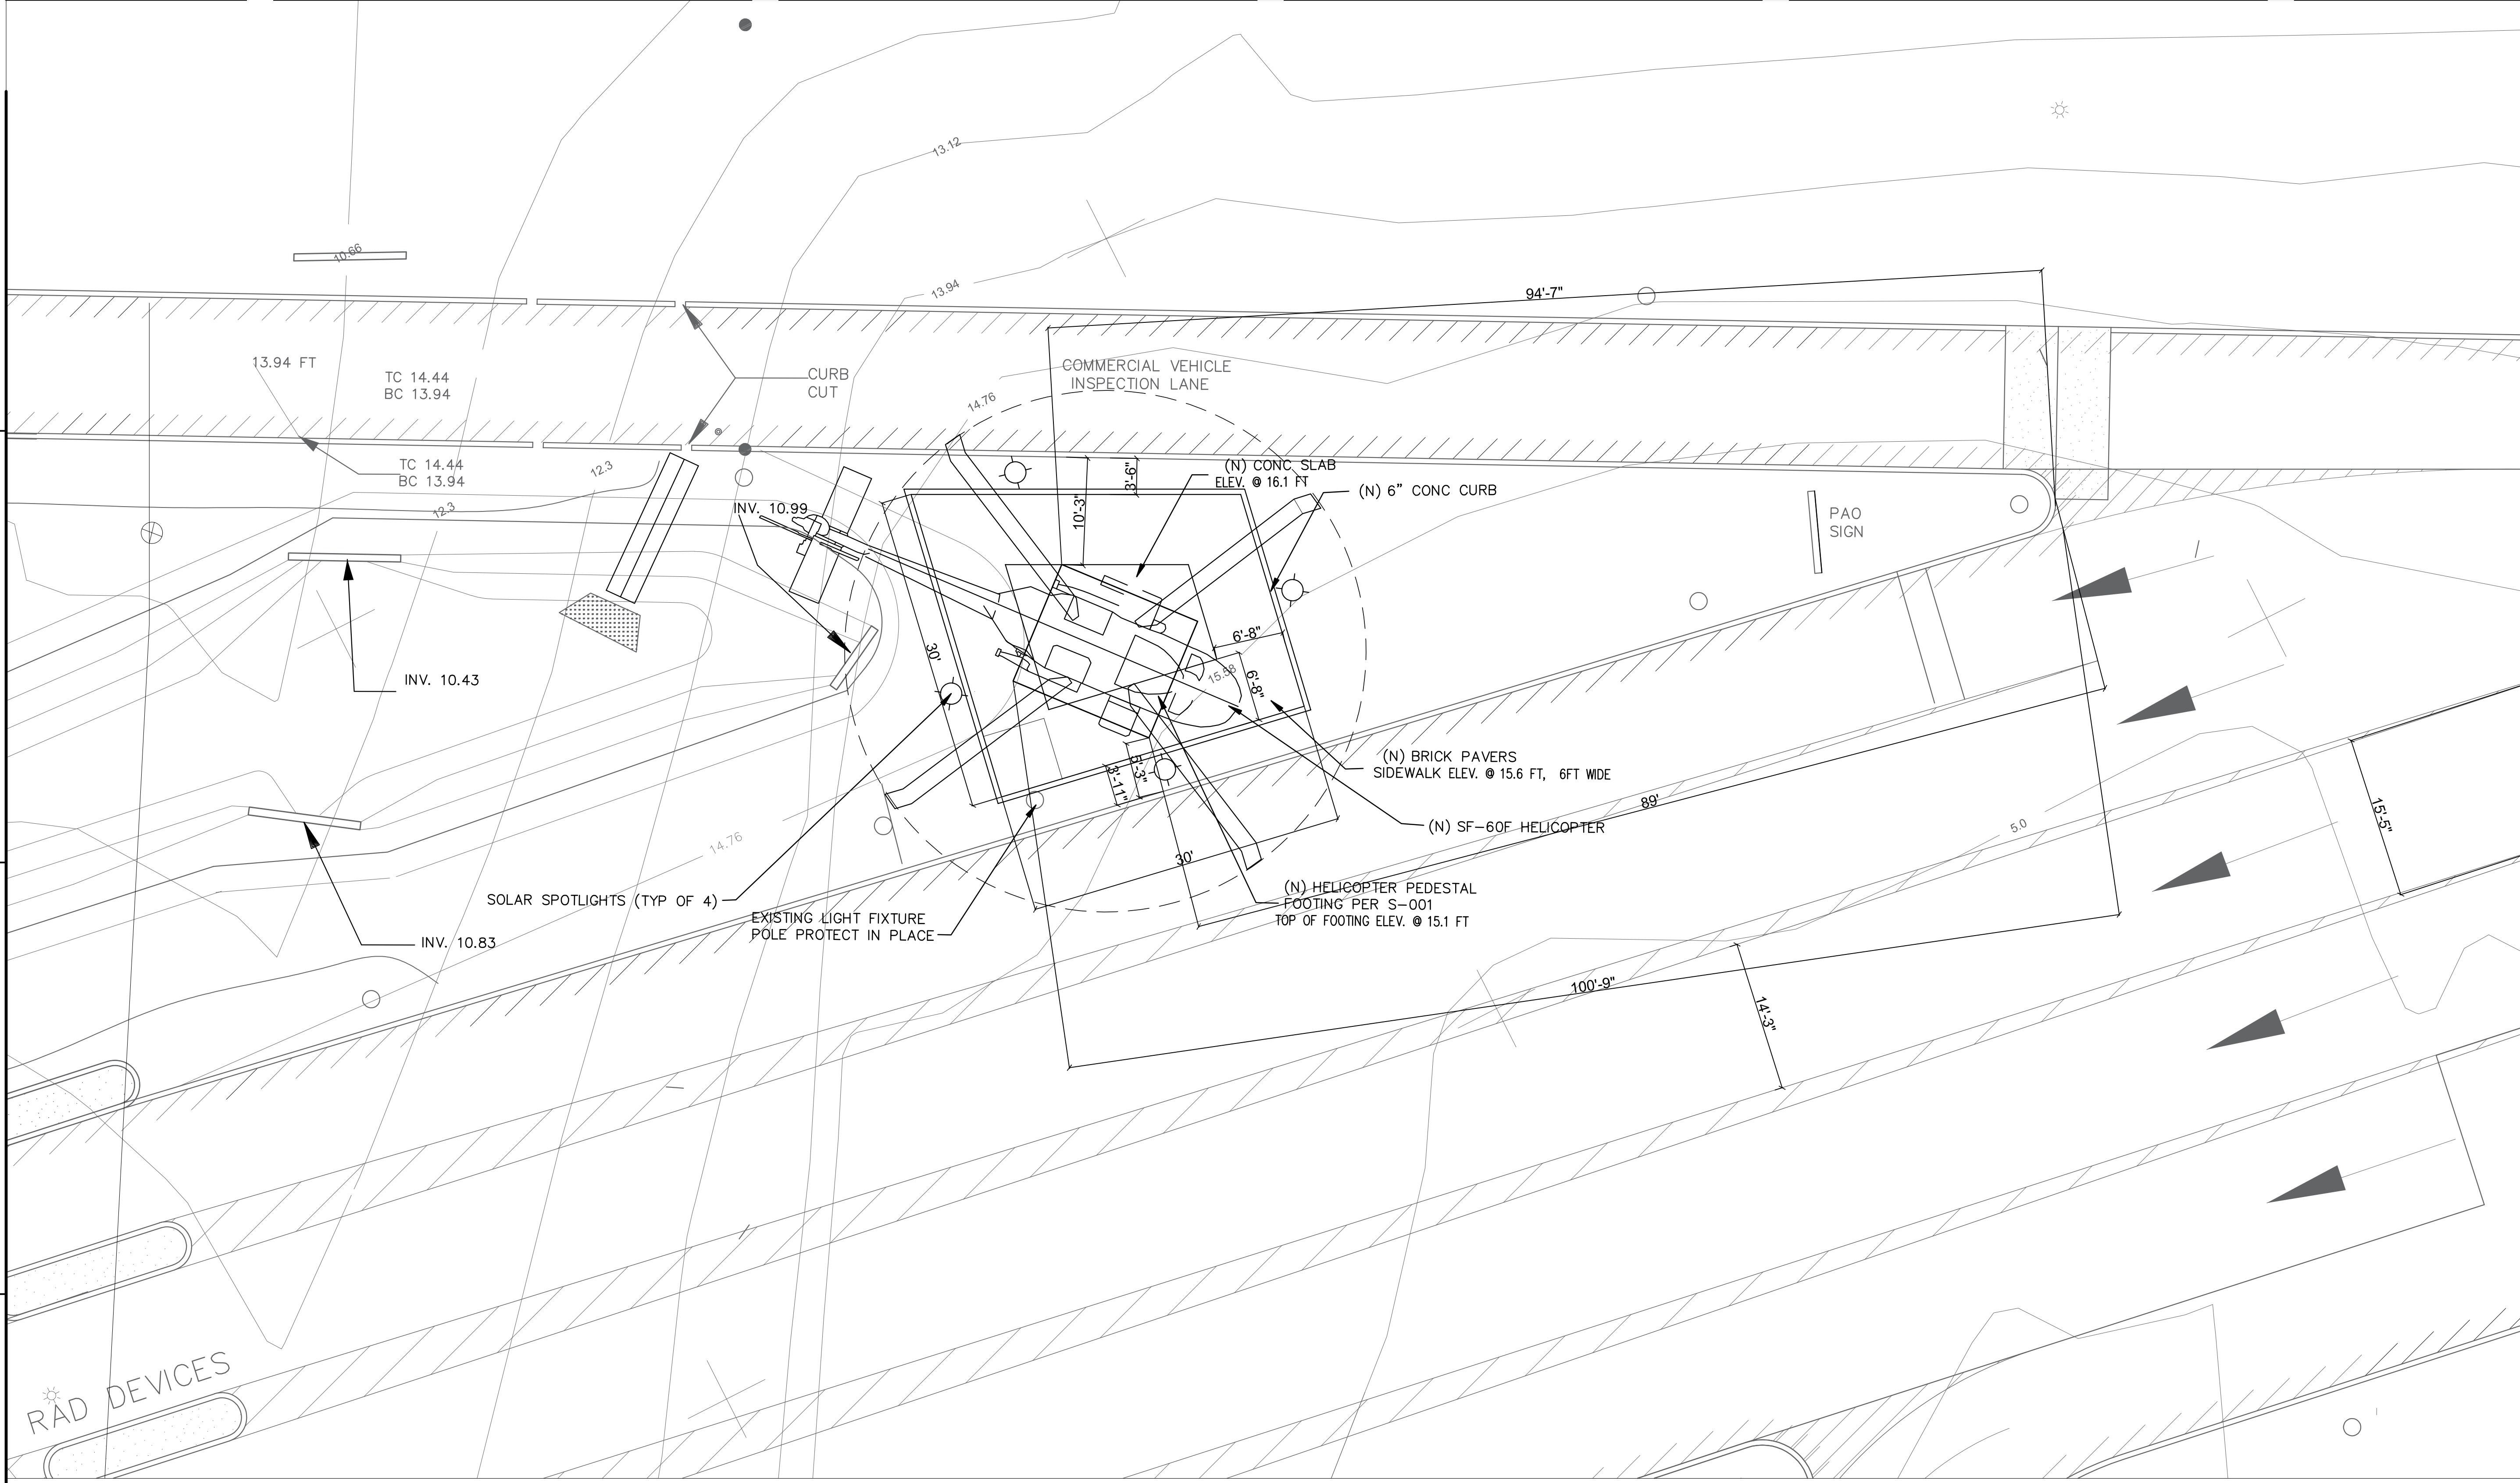 13.12
10.66
13.94
94'-7"
13.94 FT
TC 14.44
BC 13.94
CURB
CUT
COMMERCIAL VEHICLE
INSPECTION LANE
14.76
TC 14.44
BC 13.94
12.3
12.3
INV. 10.99
10'-3"
3'-6"
(N) CONC SLAB
ELEV. @ 16.1 FT
(N) 6" CONC CURB
PAO
SIGN
30'
6'-8"
15.58
6'-8"
INV. 10.43
5'-3"
3'-11"
(N) BRICK PAVERS
SIDEWALK ELEV. @ 15.6 FT, 6FT WIDE
89'
15'-5"
5.0
14.76
(N) SF-60F HELICOPTER
30'
SOLAR SPOTLIGHTS (TYP OF 4)
(N) HELICOPTER PEDESTAL
FOOTING PER S-001
TOP OF FOOTING ELEV. @ 15.1 FT
EXISTING LIGHT FIXTURE
POLE PROTECT IN PLACE
INV. 10.83
100'-9"
14'-3"
RAD DEVICES